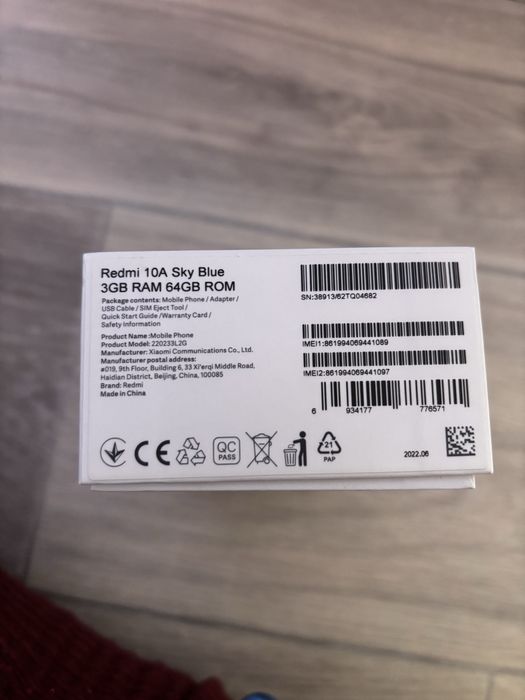 Redmi 10A Sky Blue
3GB RAM 64GB ROM
Package contents: Mobile Phone / Adapter /
USB Cable / SIM Eject Tool /
Quick Start Guide / Warranty Card /
Safety Information
Product Name :Mobile Phone
Product Model: 220233L2G
Manufacturer: Xiaomi Communications Co., Ltd.
Manufacturer postal address:
#019, 9th Floor, Building 6, 33 Xi'erqi Middle Road,
Haidian District, Beijing, China, 100085
Brand: Redmi
Made in China
SN:38913/62TQ04682
IMEI1:861994069441089
IMEI2:861994069441097
6 934177 776571
CE
QC
PASS
21
PAP
2022.06